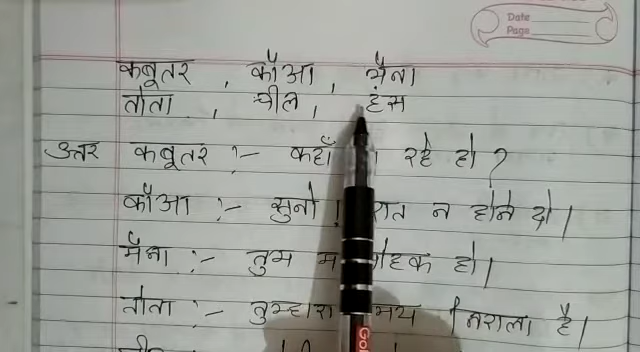 Date
Page
कबूतर , कौआ , मैना
तोता , चील , हंस
उत्तर कबूतर :- कहाँ रहे हो?
कौआ :- सुनो! रात न होने दो।
मैना :- तुम हो।
तोता :- तुम्हारा निराला है।